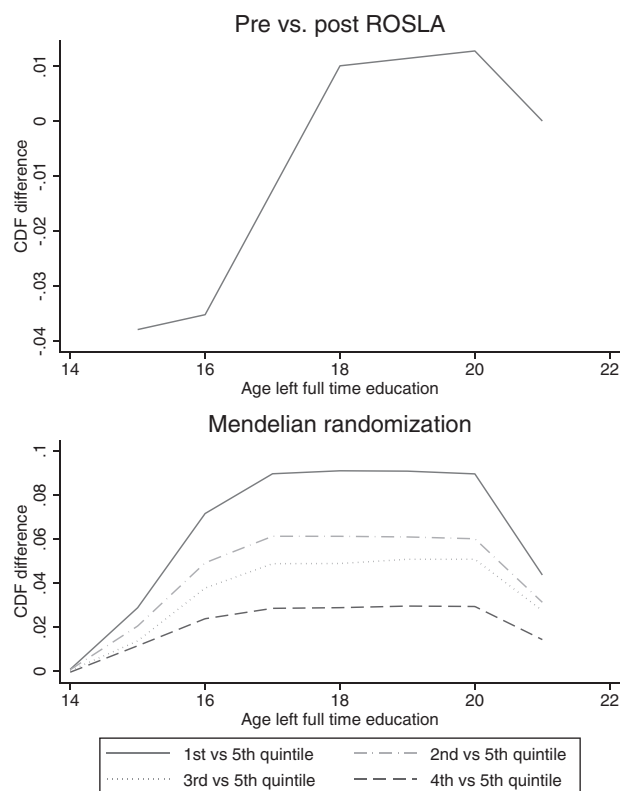 Pre vs. post ROSLA
.01
0
-.01
-.02
-.03
-.04
CDF difference
14 16 18 20 22
Age left full time education
Mendelian randomization
.1
.08
.06
.04
.02
0
CDF difference
14 16 18 20 22
Age left full time education
1st vs 5th quintile 2nd vs 5th quintile
3rd vs 5th quintile 4th vs 5th quintile